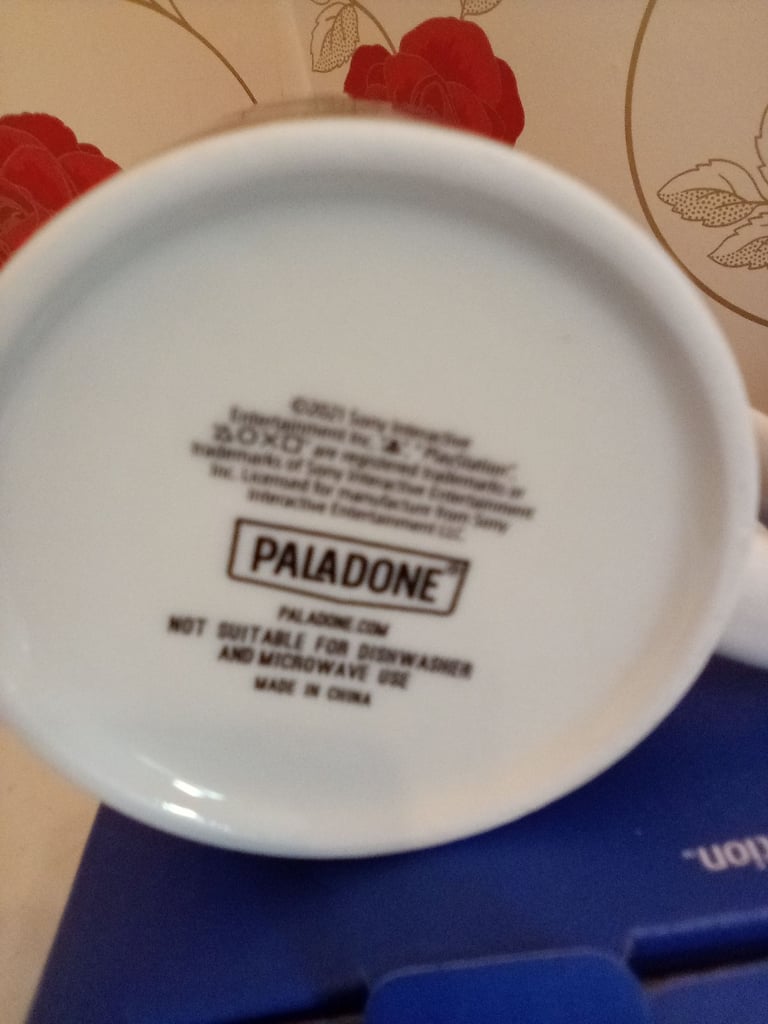 ©2021 Sony Interactive
Entertainment Inc. "PlayStation",
△○×□ are registered trademarks or
trademarks of Sony Interactive Entertainment
Inc. Licensed for manufacture from Sony
Interactive Entertainment LLC.
PALADONE
PALADONE.COM
NOT SUITABLE FOR DISHWASHER
AND MICROWAVE USE
MADE IN CHINA
tion.